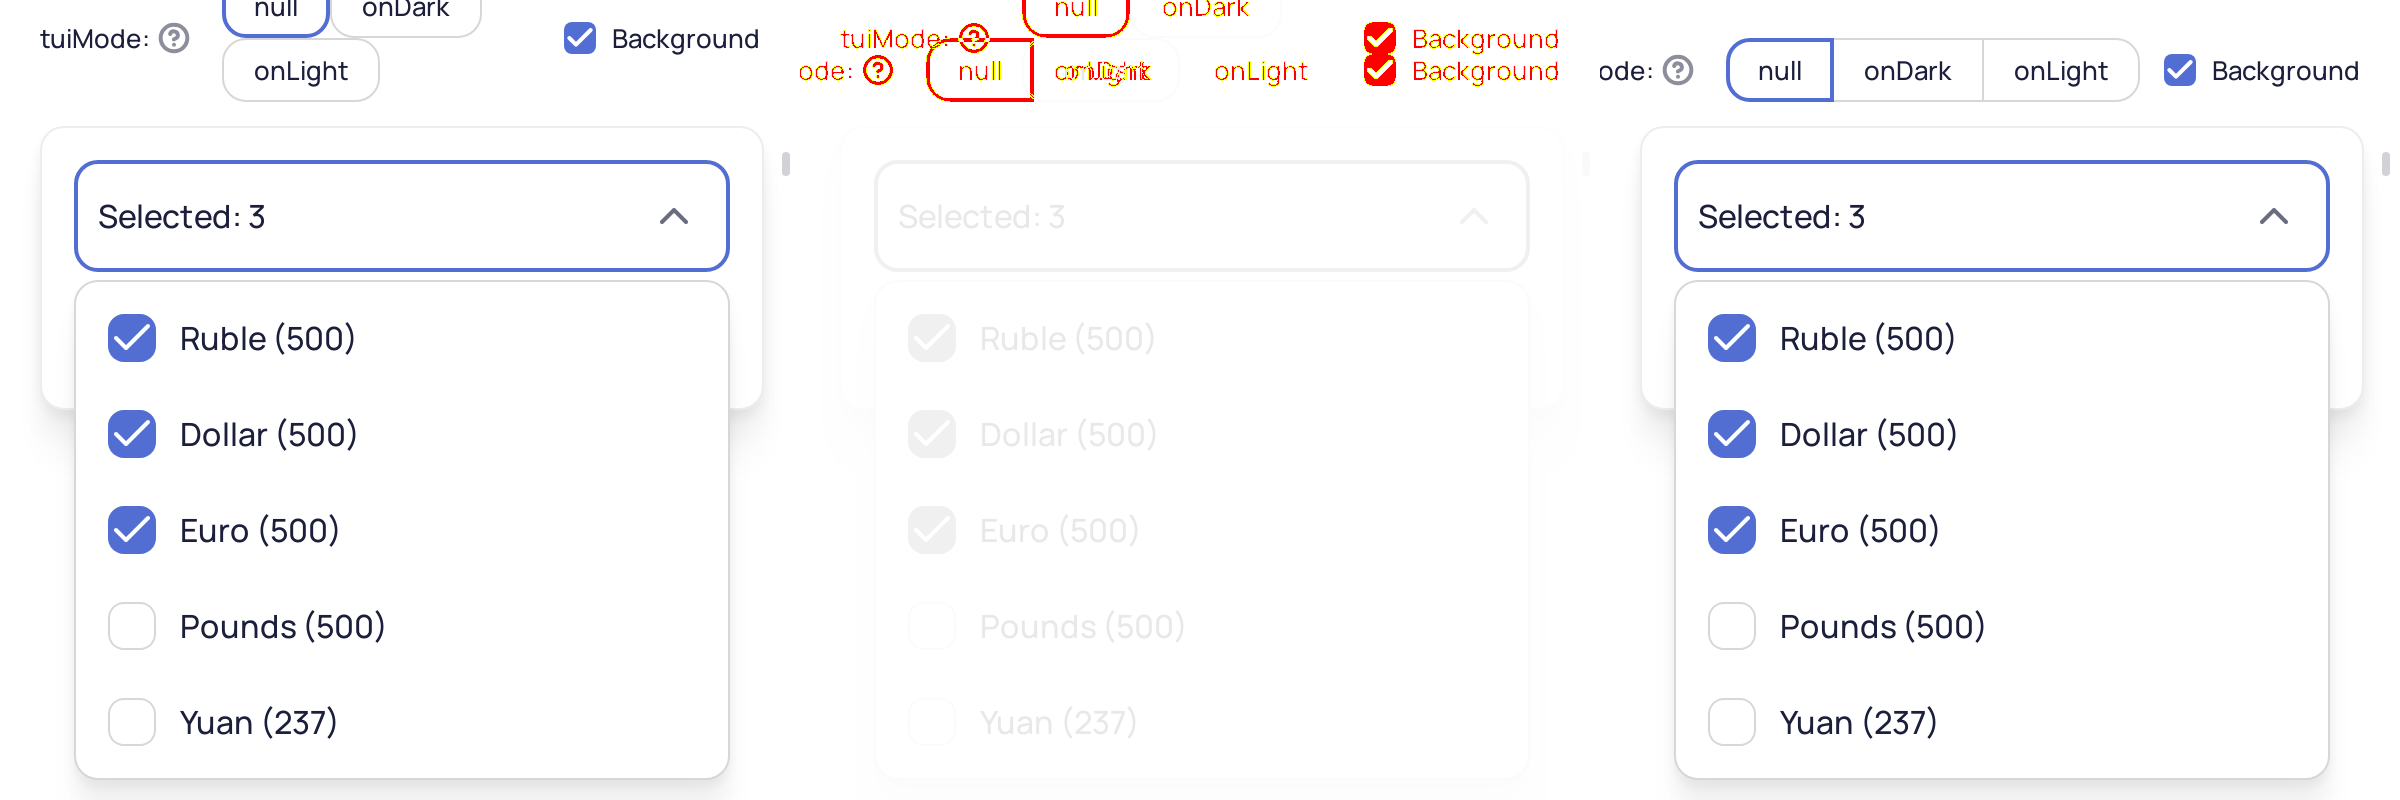 null onDark
tuiMode: Background
onLight
Selected: 3
Ruble (500)
Dollar (500)
Euro (500)
Pounds (500)
Yuan (237)
null onDark
tuiMode: Background
ode: null onLight Background
Selected: 3
Ruble (500)
Dollar (500)
Euro (500)
Pounds (500)
Yuan (237)
ode: null onDark onLight Background
Selected: 3
Ruble (500)
Dollar (500)
Euro (500)
Pounds (500)
Yuan (237)